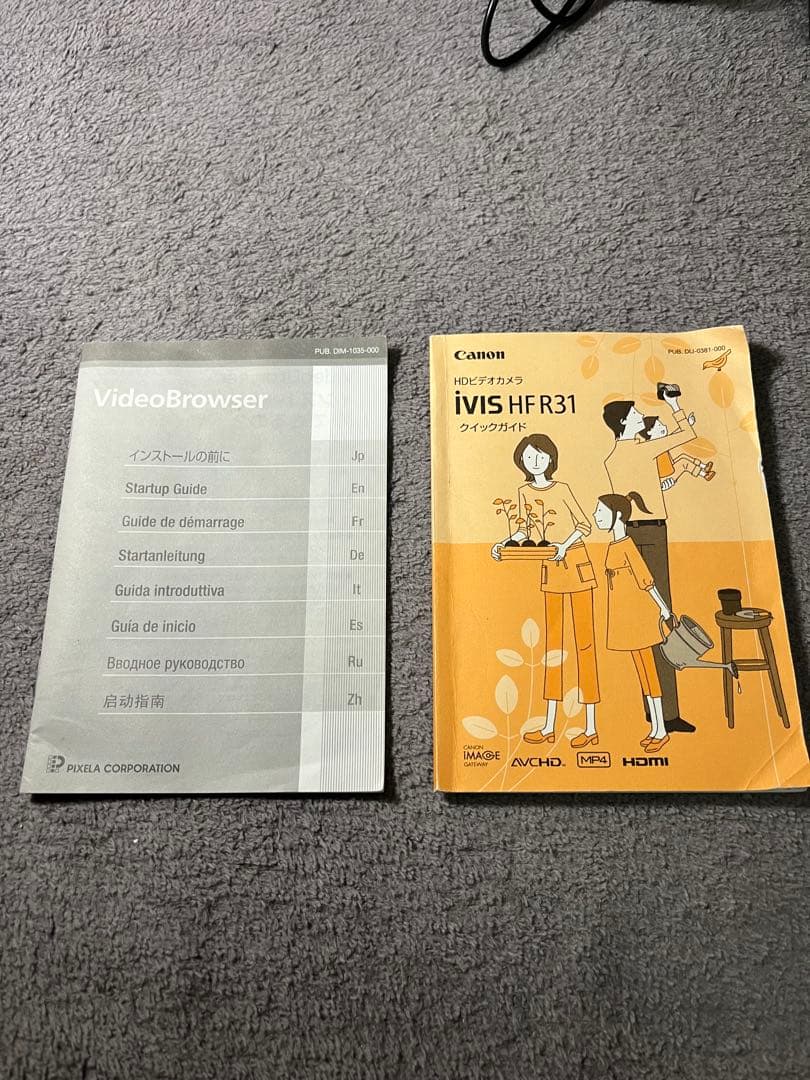 PUB. DIM-1035-000
VideoBrowser
インストールの前に Jp
Startup Guide En
Guide de démarrage Fr
Startanleitung De
Guida introduttiva It
Guía de inicio Es
Вводное руководство Ru
启动指南 Zh
PIXELA CORPORATION
Canon
PUB. DIJ-0381-000
HDビデオカメラ
iVIS HF R31
クイックガイド
CANON
iMAGE
GATEWAY
AVCHD™
MP4
HDMI